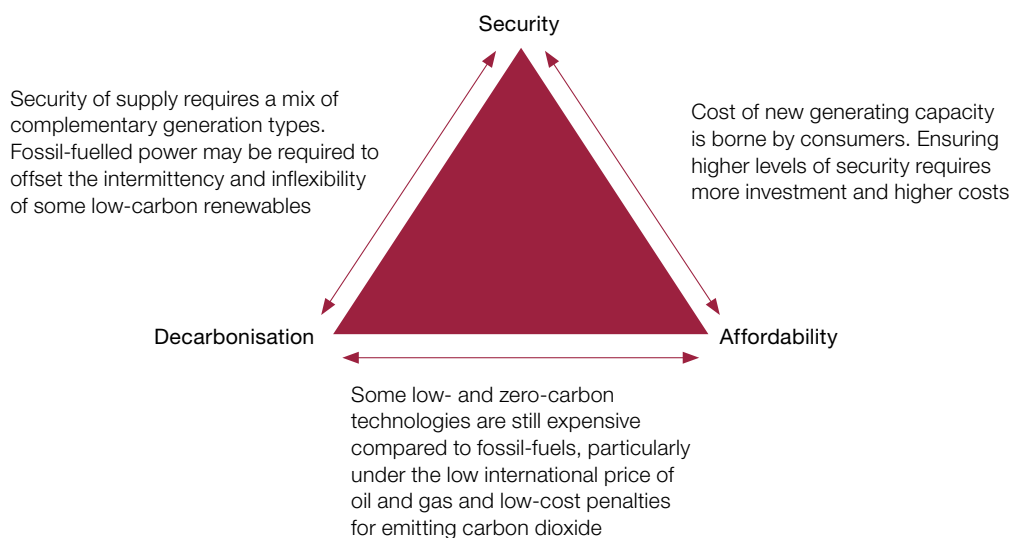 Security
Security of supply requires a mix of
complementary generation types.
Fossil-fuelled power may be required to
offset the intermittency and inflexibility
of some low-carbon renewables
Cost of new generating capacity
is borne by consumers. Ensuring
higher levels of security requires
more investment and higher costs
Decarbonisation
Affordability
Some low- and zero-carbon
technologies are still expensive
compared to fossil-fuels, particularly
under the low international price of
oil and gas and low-cost penalties
for emitting carbon dioxide